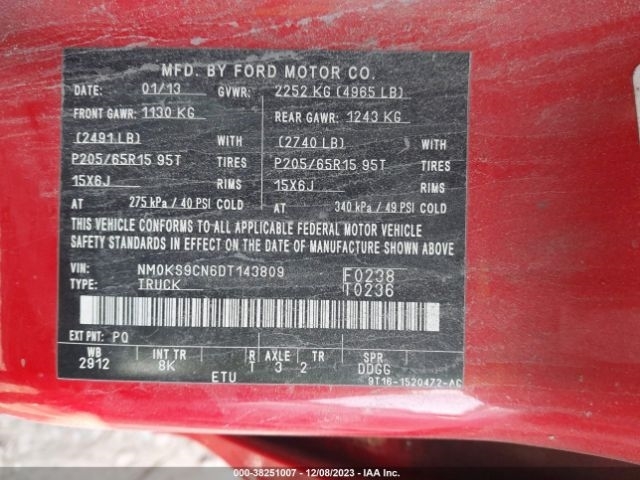 MFD. BY FORD MOTOR CO.
DATE: 01/13 GVWR: 2252 KG (4965 LB)
FRONT GAWR: 1130 KG REAR GAWR: 1243 KG
(2491 LB) WITH (2740 LB) WITH
P205/65R15 95T TIRES P205/65R15 95T TIRES
15X6J RIMS 15X6J RIMS
AT 275 kPa / 40 PSI COLD AT 340 kPa / 49 PSI COLD
THIS VEHICLE CONFORMS TO ALL APPLICABLE FEDERAL MOTOR VEHICLE
SAFETY STANDARDS IN EFFECT ON THE DATE OF MANUFACTURE SHOWN ABOVE
VIN: NM0KS9CN6DT143809 F0238
TYPE: TRUCK T0236
EXT PNT: PQ
WB INT TR R AXLE TR SPR
2912 8K T 3 2 DDGG
ETU 9T16-1520472-AC
000-38251007 - 12/08/2023 - IAA Inc.